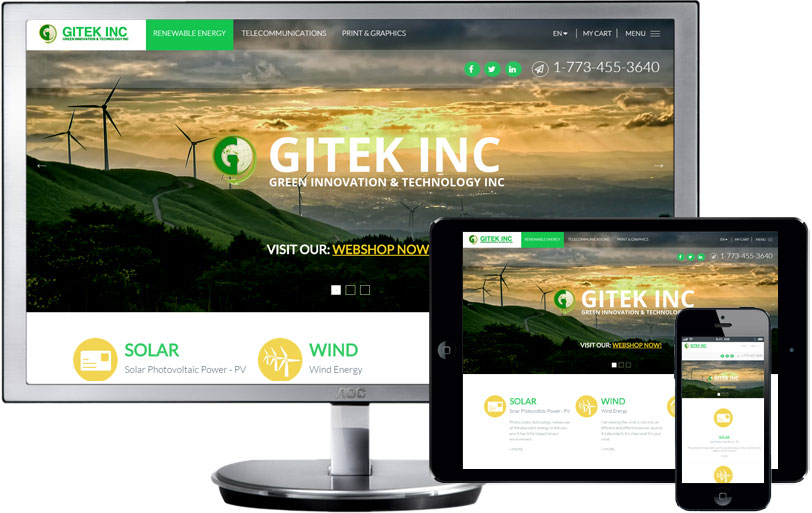 GITEK INC
GREEN INNOVATION & TECHNOLOGY INC
RENEWABLE ENERGY
TELECOMMUNICATIONS
PRINT & GRAPHICS
EN
MY CART
MENU
1-773-455-3640
GITEK INC
GREEN INNOVATION & TECHNOLOGY INC
VISIT OUR: WEBSHOP NOW
SOLAR
Solar Photovoltaic Power - PV
WIND
Wind Energy
AOC
GITEK INC
RENEWABLE ENERGY
TELECOMMUNICATIONS
PRINT & GRAPHICS
EN
MY CART
MENU
1-773-455-3640
GITEK INC
GREEN INNOVATION & TECHNOLOGY
VISIT OUR: WEBSHOP NOW!
SOLAR
Solar Photovoltaic Power - PV
WIND
Wind Energy
+ MORE
+ MORE
GITEK INC
GITEK INC
SOLAR